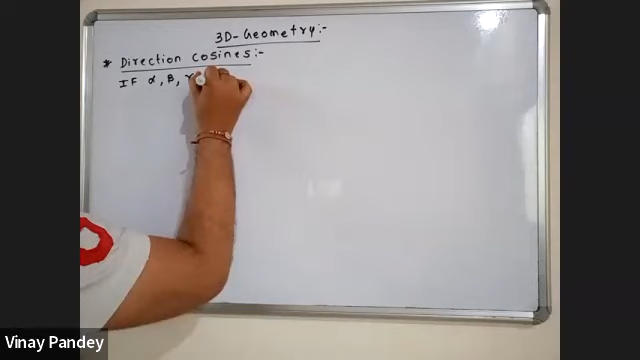 3D-Geometry:-
* Direction cosines:-
IF α, β, γ
Vinay Pandey